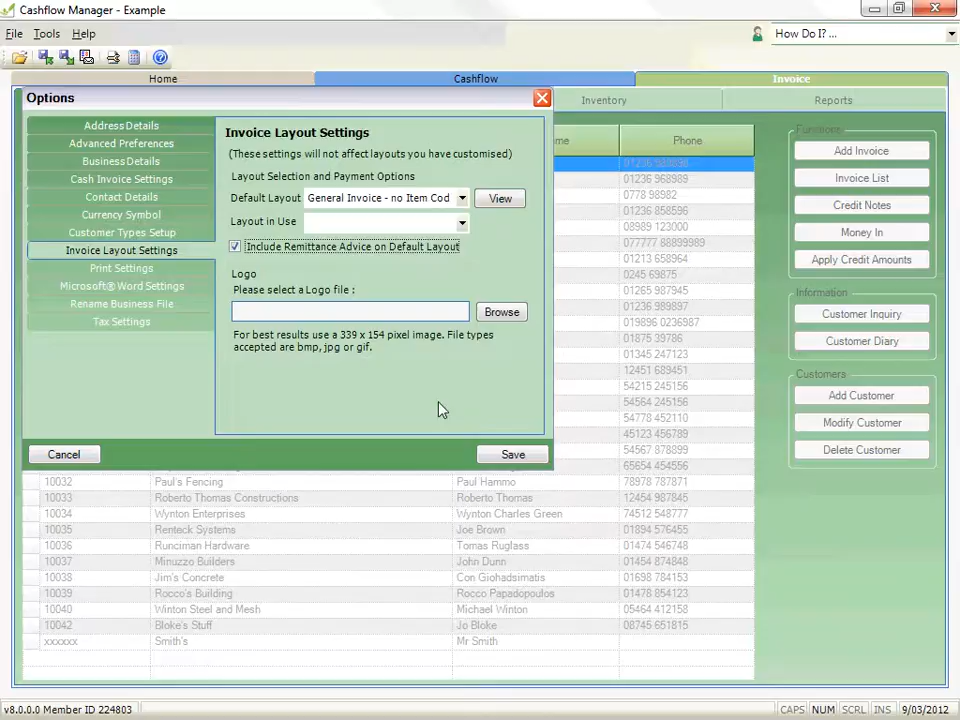 Cashflow Manager - Example
File Tools Help
How Do I? ...
Home Cashflow Invoice
Options
Inventory Reports
Address Details
Advanced Preferences
Business Details
Cash Invoice Settings
Contact Details
Currency Symbol
Customer Types Setup
Invoice Layout Settings
Print Settings
Microsoft® Word Settings
Rename Business File
Tax Settings
Invoice Layout Settings
(These settings will not affect layouts you have customised)
Layout Selection and Payment Options
Default Layout General Invoice - no Item Cod View
Layout in Use
Include Remittance Advice on Default Layout
Logo
Please select a Logo file :
Browse
For best results use a 339 x 154 pixel image. File types
accepted are bmp, jpg or gif.
Cancel Save
me Phone
01236 968989
0778 98982
01236 858596
08989 123000
077777 88899989
01213 658964
0245 69875
01265 987945
01236 989897
019896 0236987
01875 39786
01345 247123
12451 689451
54215 245156
54564 245156
54778 452110
45123 456789
54567 878899
65654 454556
10032 Paul's Fencing Paul Hammo 78978 787871
10033 Roberto Thomas Constructions Roberto Thomas 12454 987845
10034 Wynton Enterprises Wynton Charles Green 74512 548777
10035 Renteck Systems Joe Brown 01894 576455
10036 Runciman Hardware Tomas Ruglass 01474 546748
10037 Minuzzo Builders John Dunn 01454 874848
10038 Jim's Concrete Con Giohadsimatis 01698 784153
10039 Rocco's Building Rocco Papadopoulos 01478 854123
10040 Winton Steel and Mesh Michael Winton 05464 412158
10042 Bloke's Stuff Jo Bloke 08745 651815
xxxxxx Smith's Mr Smith
Functions
Add Invoice
Invoice List
Credit Notes
Money In
Apply Credit Amounts
Information
Customer Inquiry
Customer Diary
Customers
Add Customer
Modify Customer
Delete Customer
v8.0.0.0 Member ID 224803 CAPS NUM SCRL INS 9/03/2012